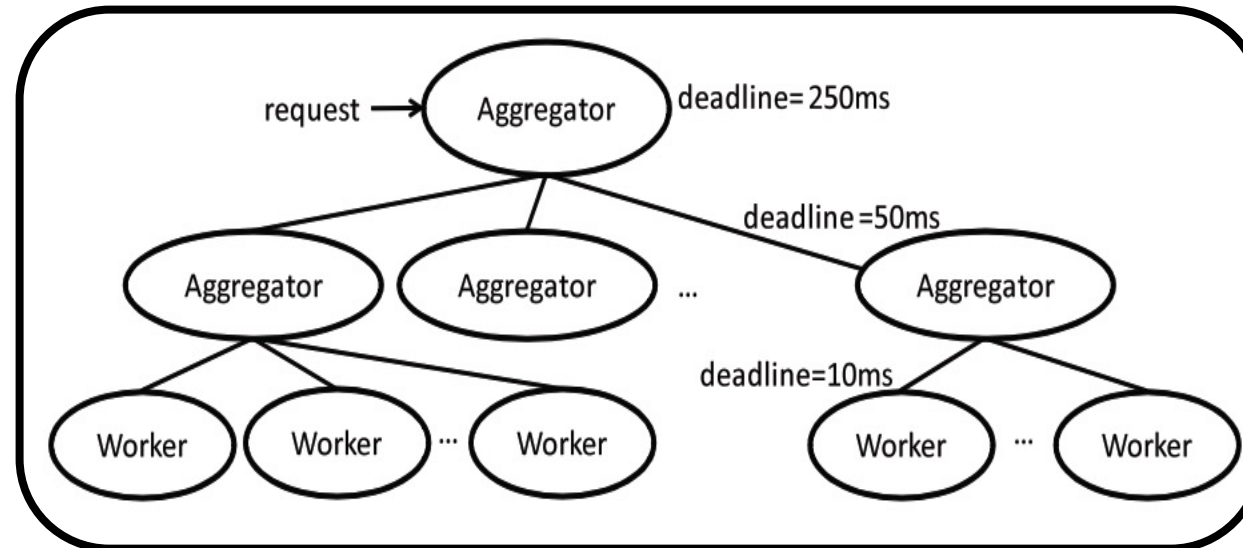 request
Aggregator
deadline= 250ms
deadline=50ms
Aggregator
Aggregator
...
Aggregator
deadline=10ms
Worker
Worker
...
Worker
Worker
...
Worker